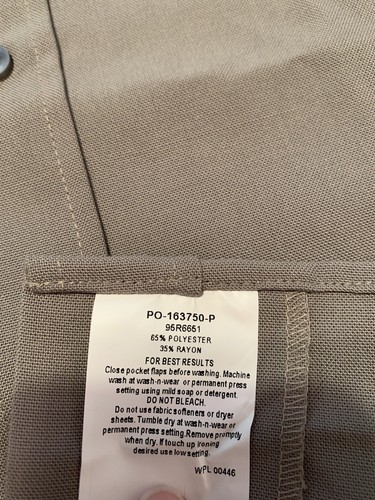 PO-163750-P
95R6651
65% POLYESTER
35% RAYON
FOR BEST RESULTS
Close pocket flaps before washing. Machine
wash at wash-n-wear or permanent press
setting using mild soap or detergent.
DO NOT BLEACH.
Do not use fabric softeners or dryer
sheets. Tumble dry at wash-n-wear or
permanent press setting.Remove promptly
when dry. If touch up ironing
desired use low setting.
WPL 00446